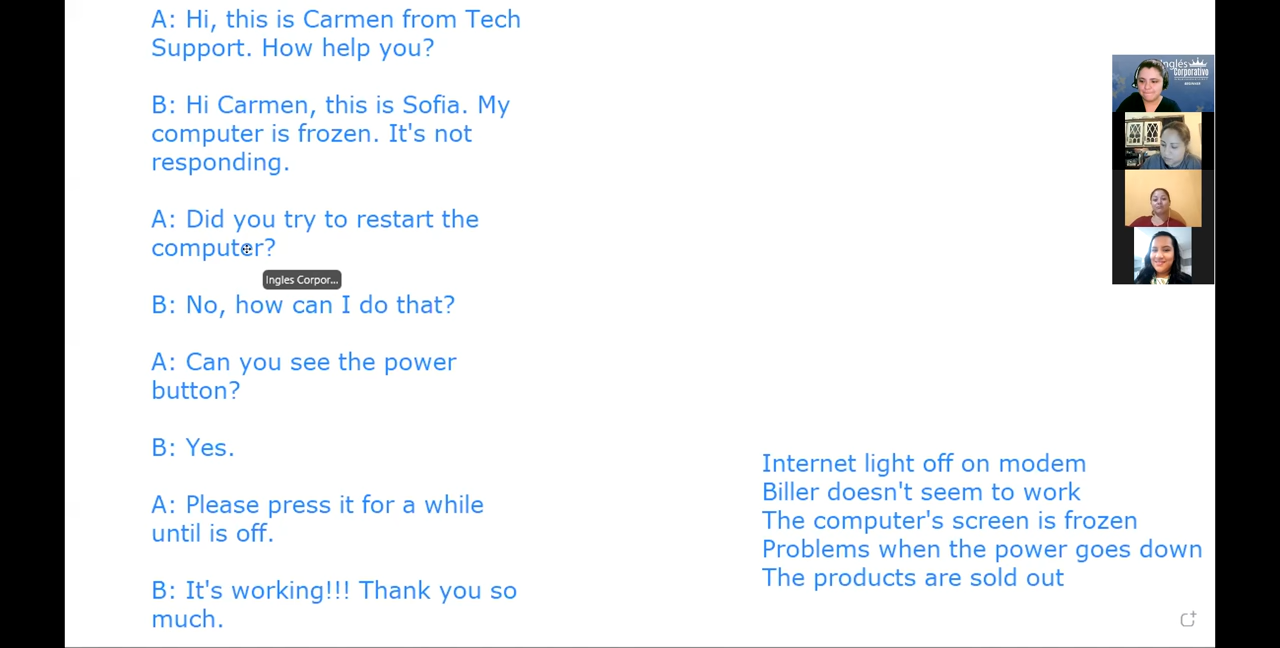 A: Hi, this is Carmen from Tech
Support. How help you?
B: Hi Carmen, this is Sofia. My
computer is frozen. It's not
responding.
A: Did you try to restart the
computer?
Ingles Corpor...
B: No, how can I do that?
A: Can you see the power
button?
B: Yes.
A: Please press it for a while
until is off.
B: It's working!!! Thank you so
much.
Internet light off on modem
Biller doesn't seem to work
The computer's screen is frozen
Problems when the power goes down
The products are sold out
Inglés
Corporativo